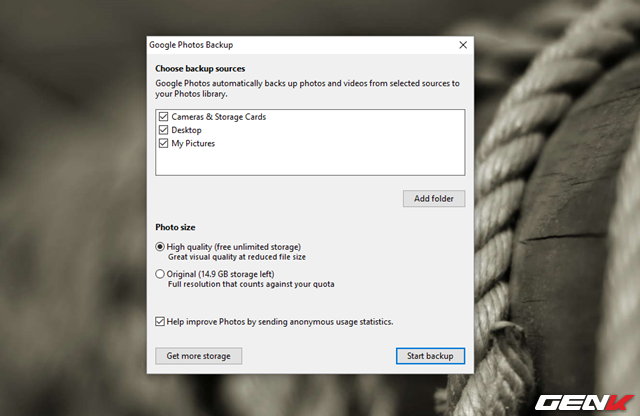 Google Photos Backup
Choose backup sources
Google Photos automatically backs up photos and videos from selected sources to
your Photos library.
Cameras & Storage Cards
Desktop
My Pictures
Add folder
Photo size
High quality (free unlimited storage)
Great visual quality at reduced file size
Original (14.9 GB storage left)
Full resolution that counts against your quota
Help improve Photos by sending anonymous usage statistics.
Get more storage
Start backup
GENK